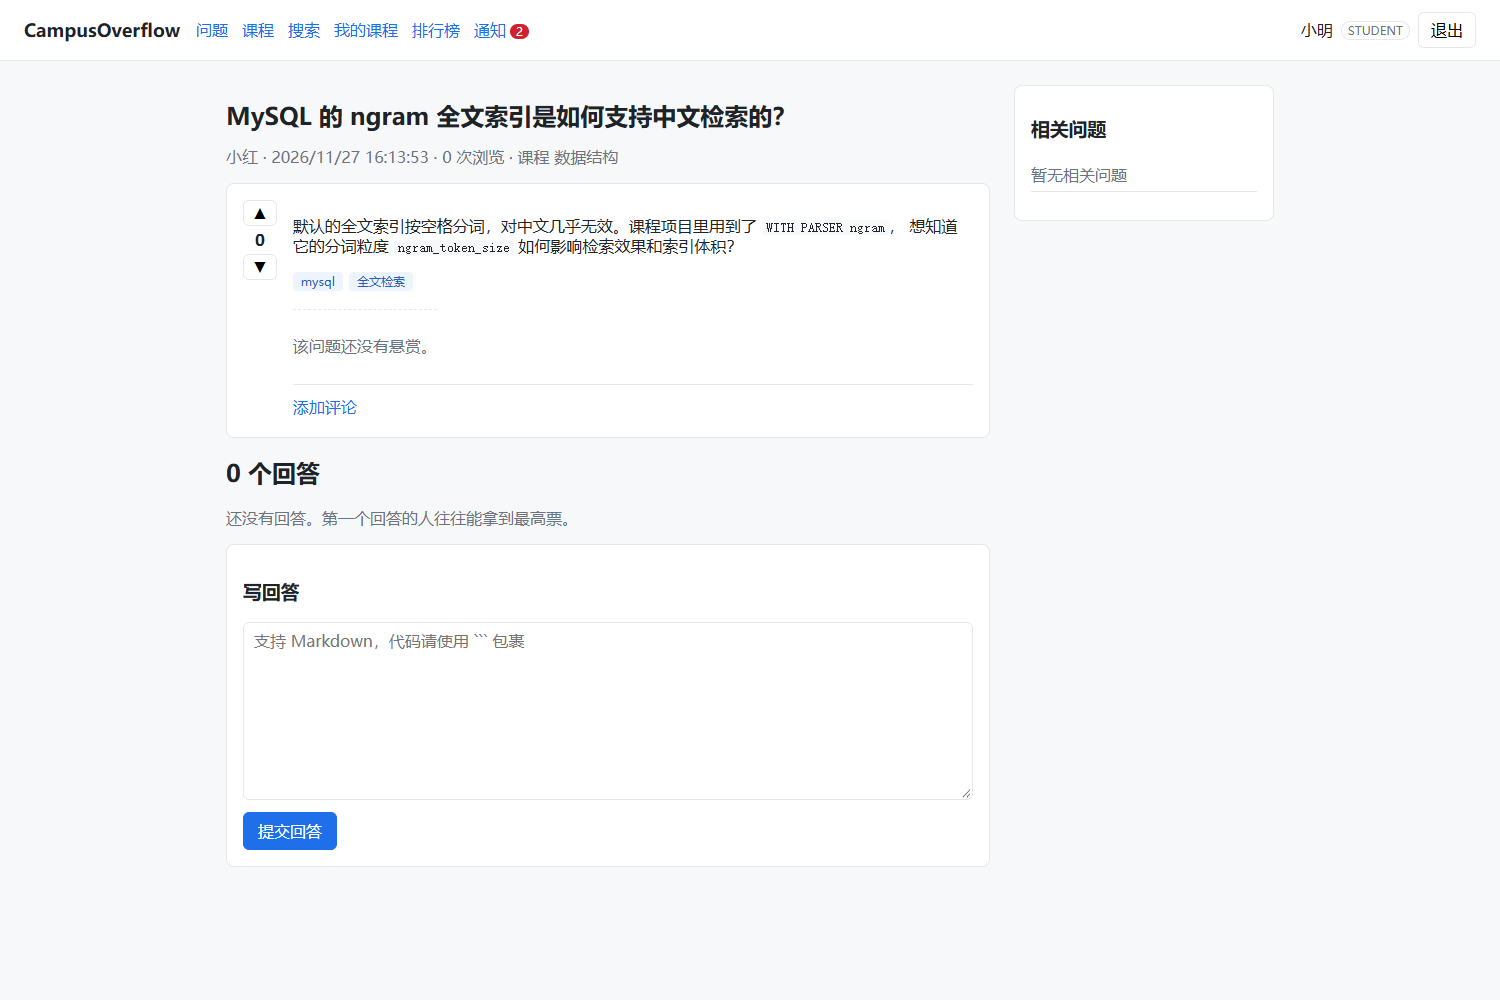 CampusOverflow 问题 课程 搜索 我的课程 排行榜 通知 2 小明 STUDENT 退出
MySQL 的 ngram 全文索引是如何支持中文检索的？
小红 · 2026/11/27 16:13:53 · 0 次浏览 · 课程 数据结构
▲
0
▼
默认的全文索引按空格分词，对中文几乎无效。课程项目里用到了 WITH PARSER ngram， 想知道
它的分词粒度 ngram_token_size 如何影响检索效果和索引体积？
mysql 全文检索
该问题还没有悬赏。
添加评论
0 个回答
还没有回答。第一个回答的人往往能拿到最高票。
写回答
支持 Markdown，代码请使用 ``` 包裹
提交回答
相关问题
暂无相关问题